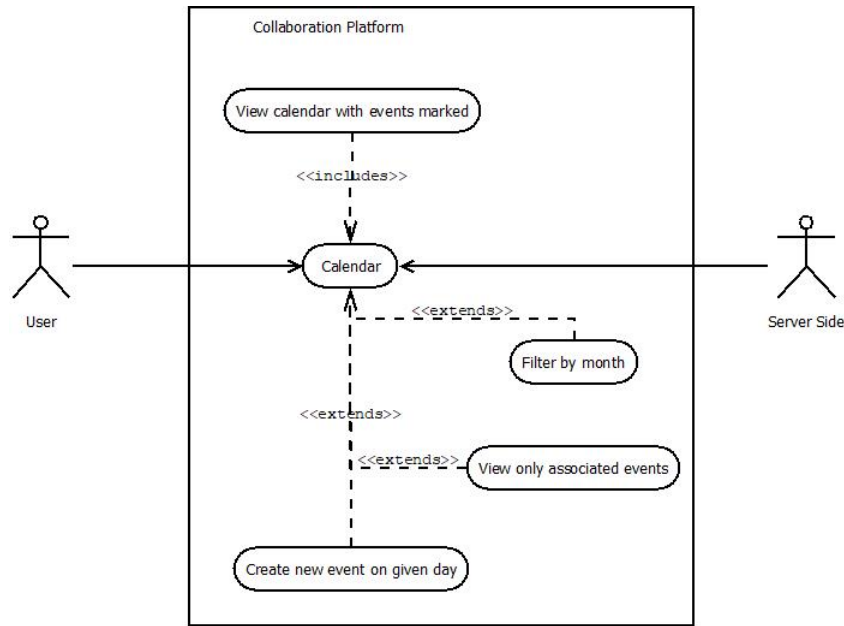 Collaboration Platform
View calendar with events marked
<<includes>>
Calendar
<<extends>>
User
Server Side
Filter by month
<<extends>>
<<extends>>
View only associated events
Create new event on given day